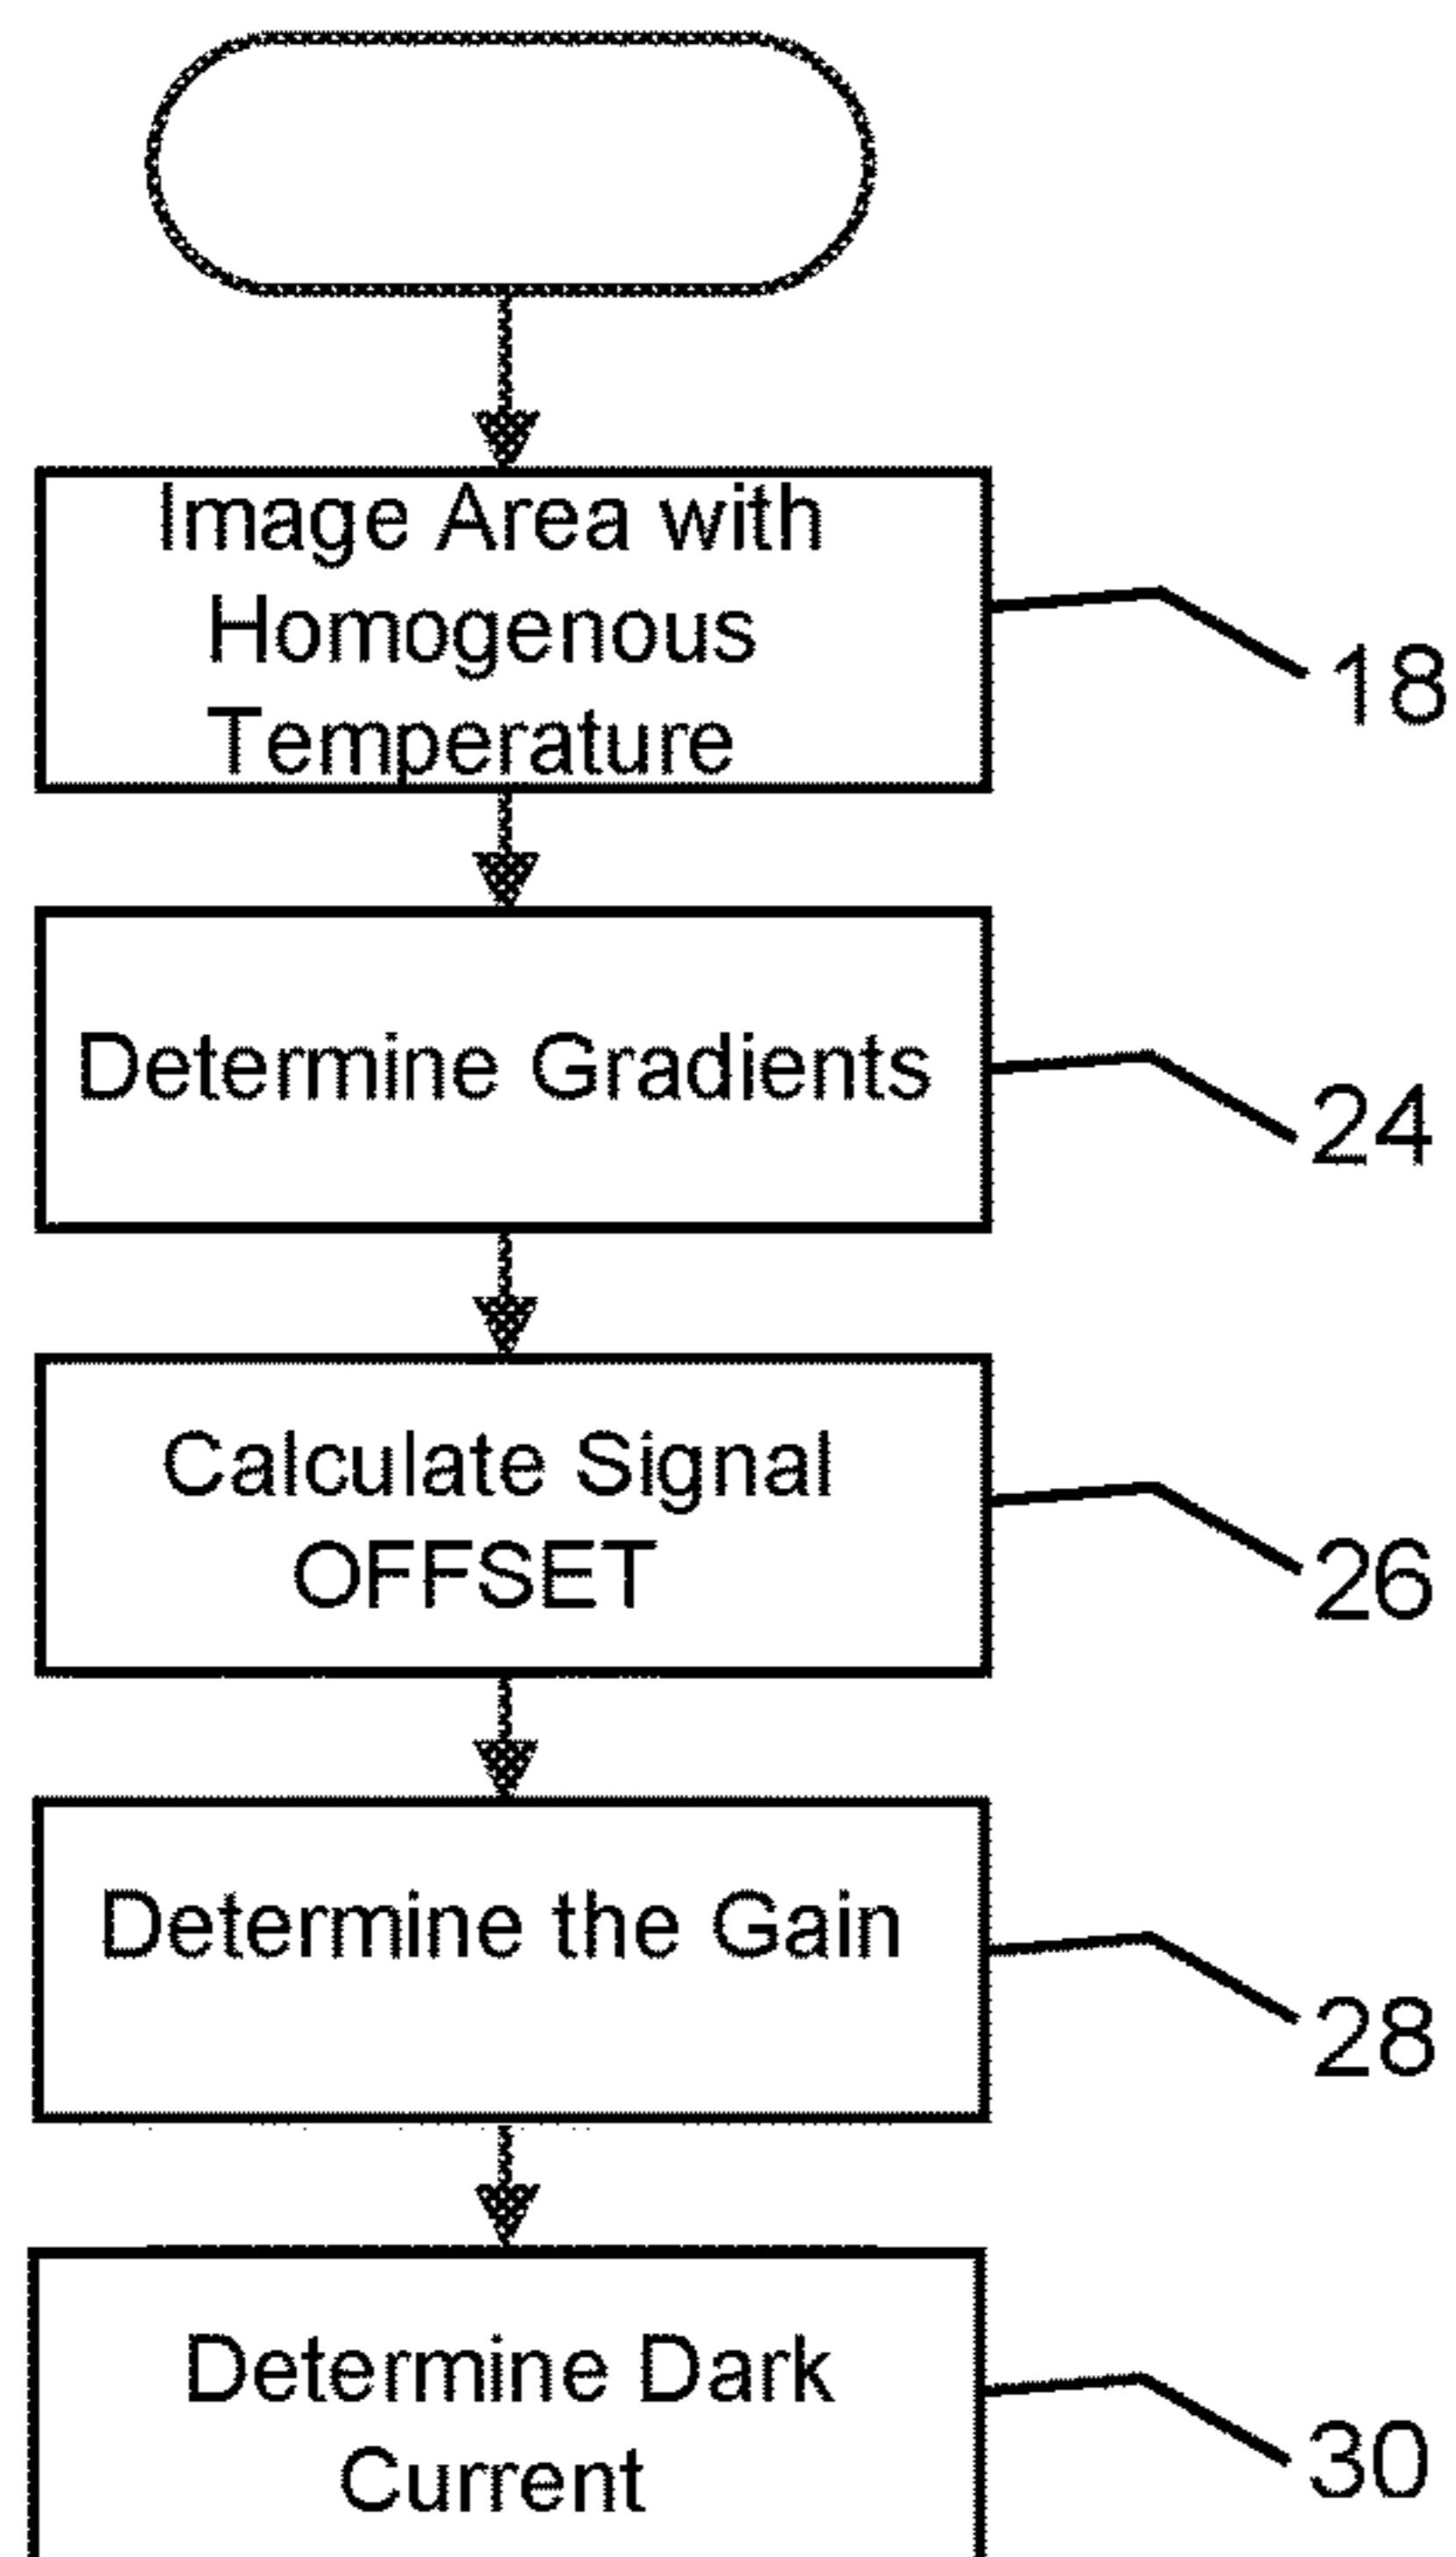 Image Area with
Homogenous
Temperature
18
Determine Gradients
24
Calculate Signal
OFFSET
26
Determine the Gain
28
Determine Dark
Current
30